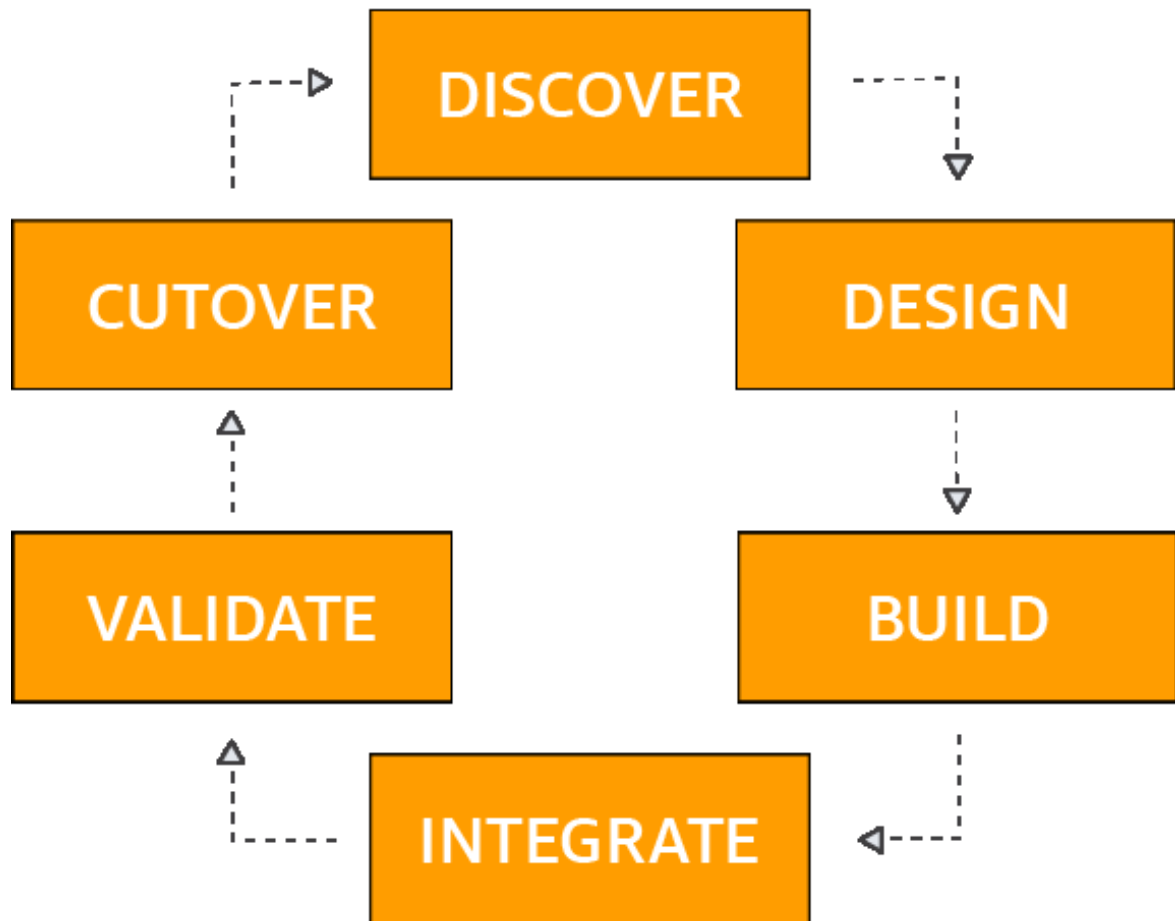 DISCOVER
DESIGN
BUILD
INTEGRATE
VALIDATE
CUTOVER